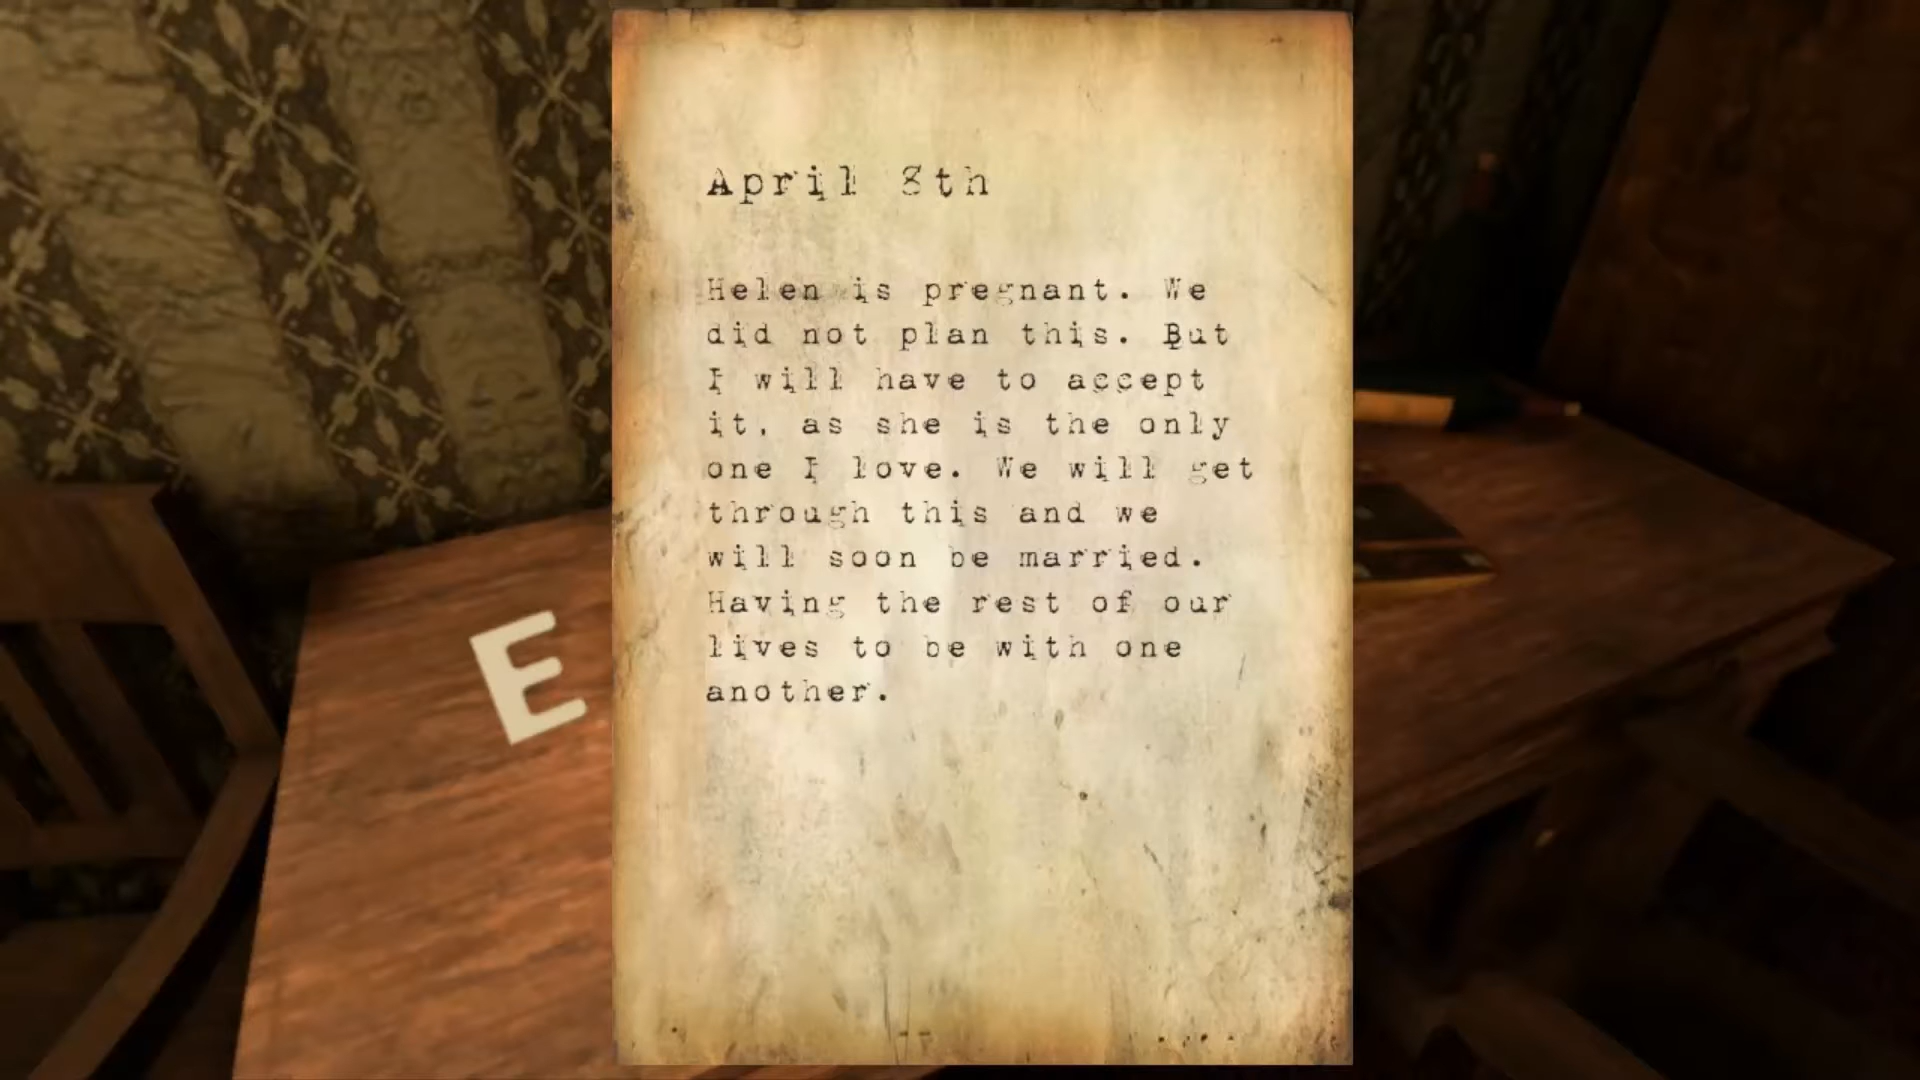 April 8th
Helen is pregnant. We
did not plan this. But
I will have to accept
it, as she is the only
one I love. We will get
through this and we
will soon be married.
Having the rest of our
lives to be with one
another.
E